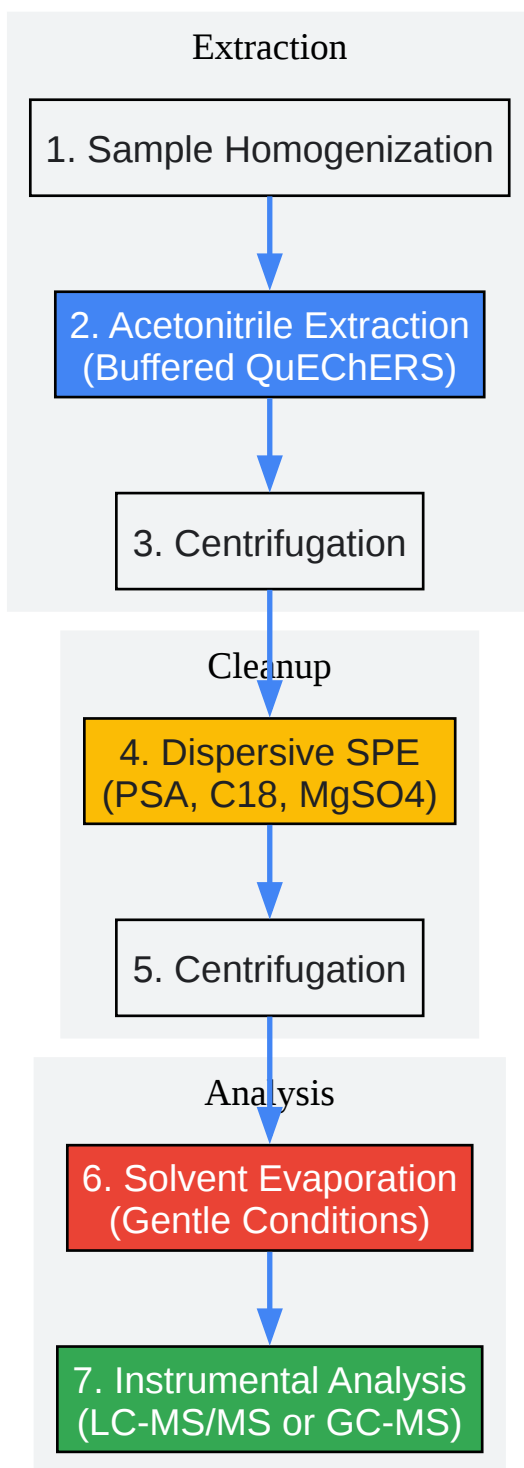 Extraction
1. Sample Homogenization
2. Acetonitrile Extraction
(Buffered QuEChERS)
3. Centrifugation
Cleanup
4. Dispersive SPE
(PSA, C18, MgSO4)
5. Centrifugation
Analysis
6. Solvent Evaporation
(Gentle Conditions)
7. Instrumental Analysis
(LC-MS/MS or GC-MS)